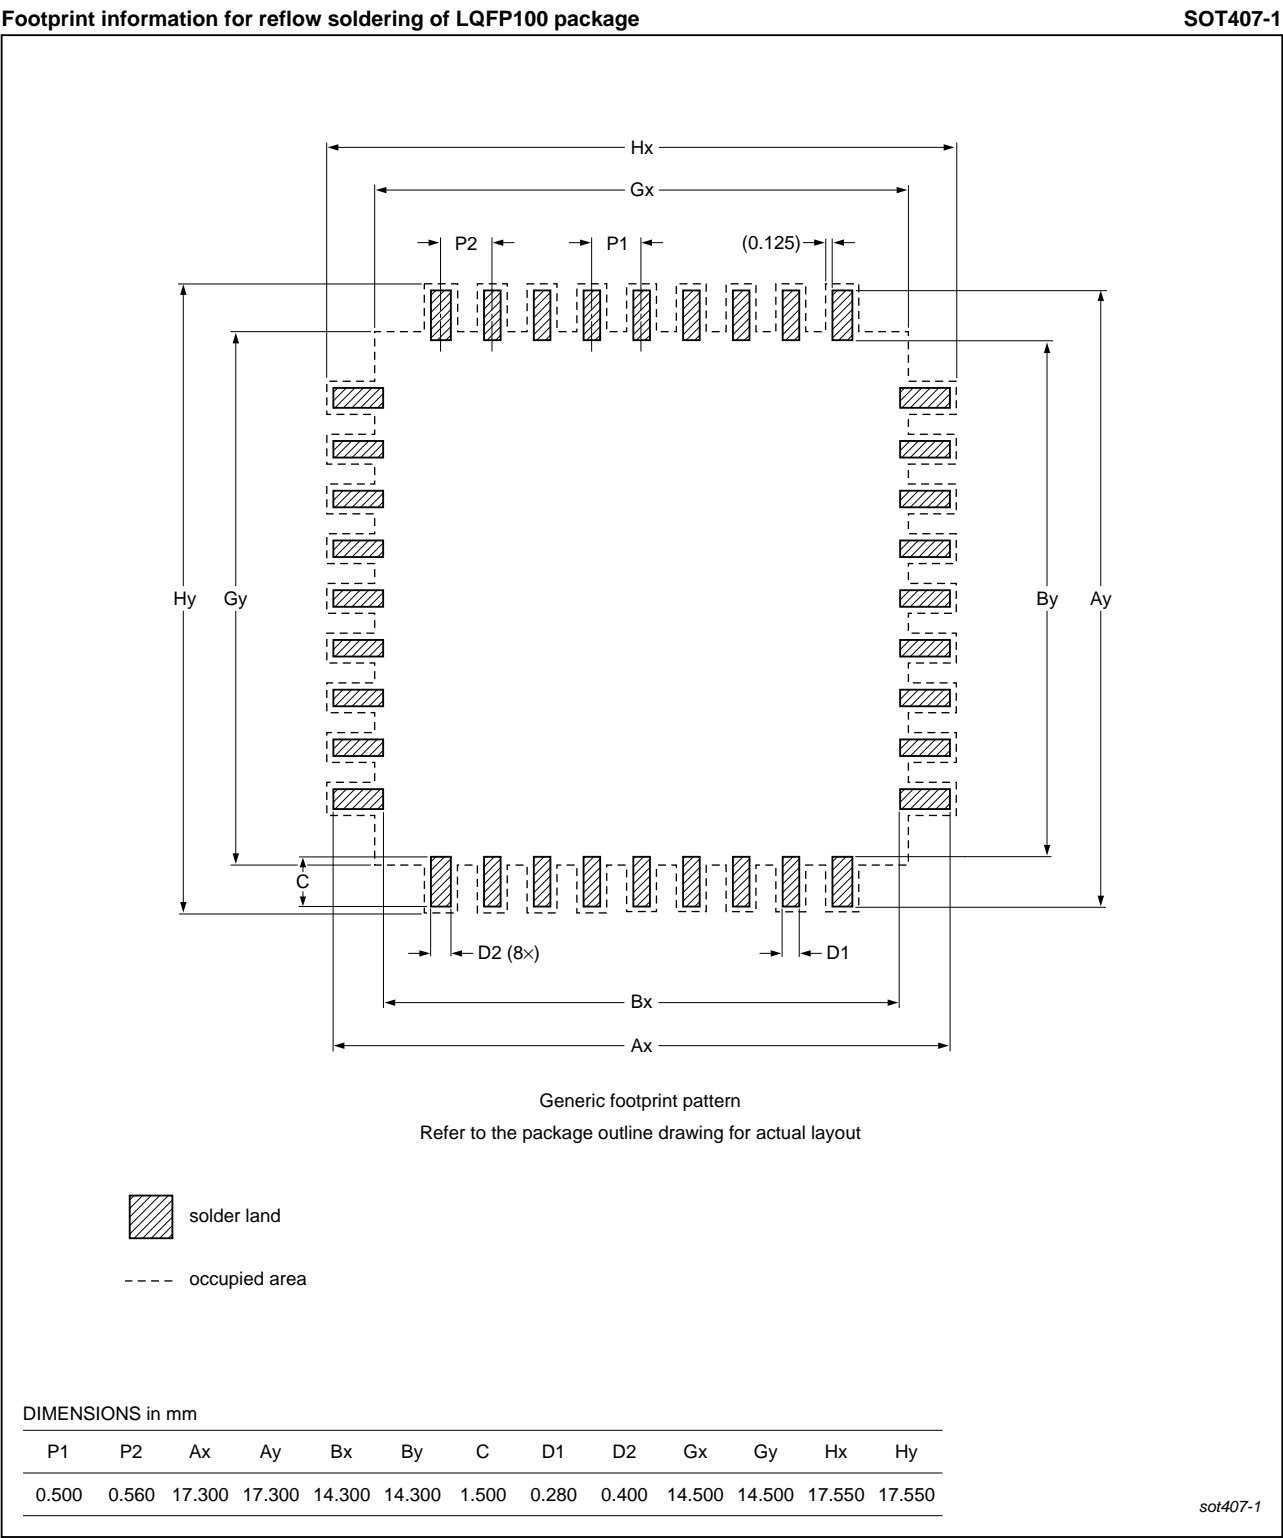 Footprint information for reflow soldering of LQFP100 package SOT407-1
Hx
Gx
P2 P1 (0.125)
Hy Gy By Ay
C
D2 (8×) D1
Bx
Ax
Generic footprint pattern
Refer to the package outline drawing for actual layout
solder land
occupied area
DIMENSIONS in mm
P1 P2 Ax Ay Bx By C D1 D2 Gx Gy Hx Hy
0.500 0.560 17.300 17.300 14.300 14.300 1.500 0.280 0.400 14.500 14.500 17.550 17.550
sot407-1